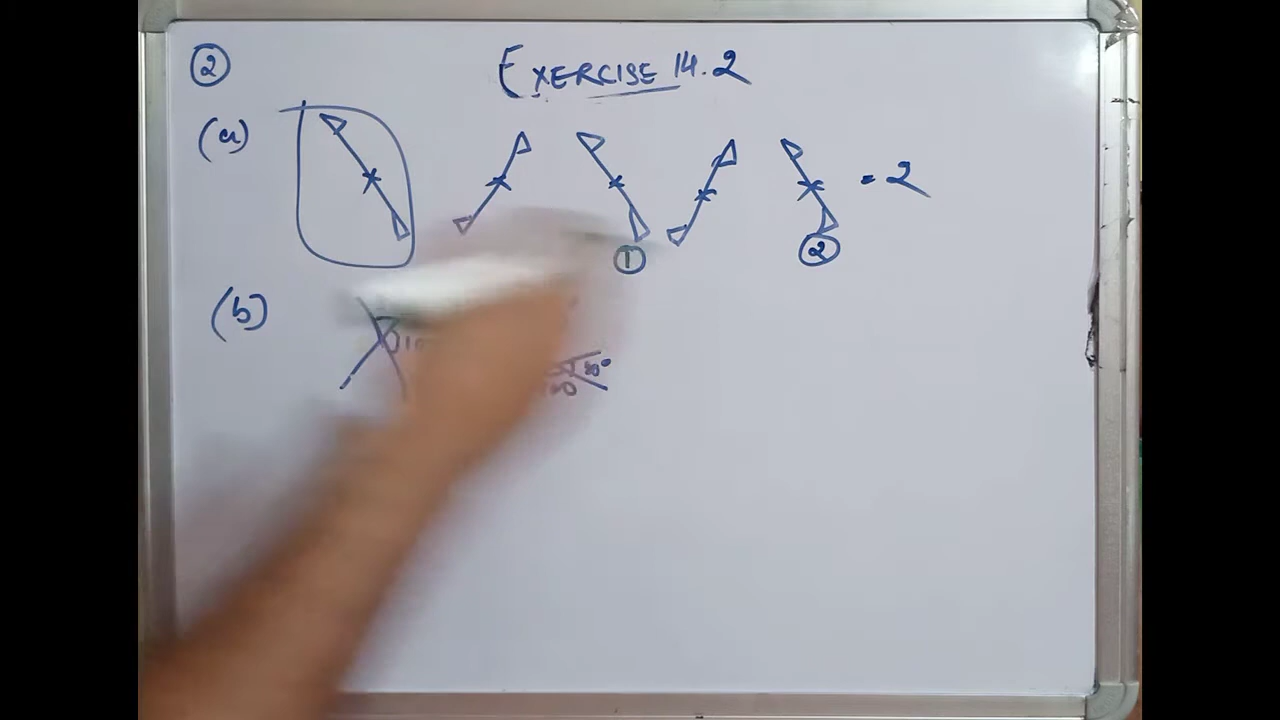 ② EXERCISE 14.2
(a) = 2
① ②
(b)